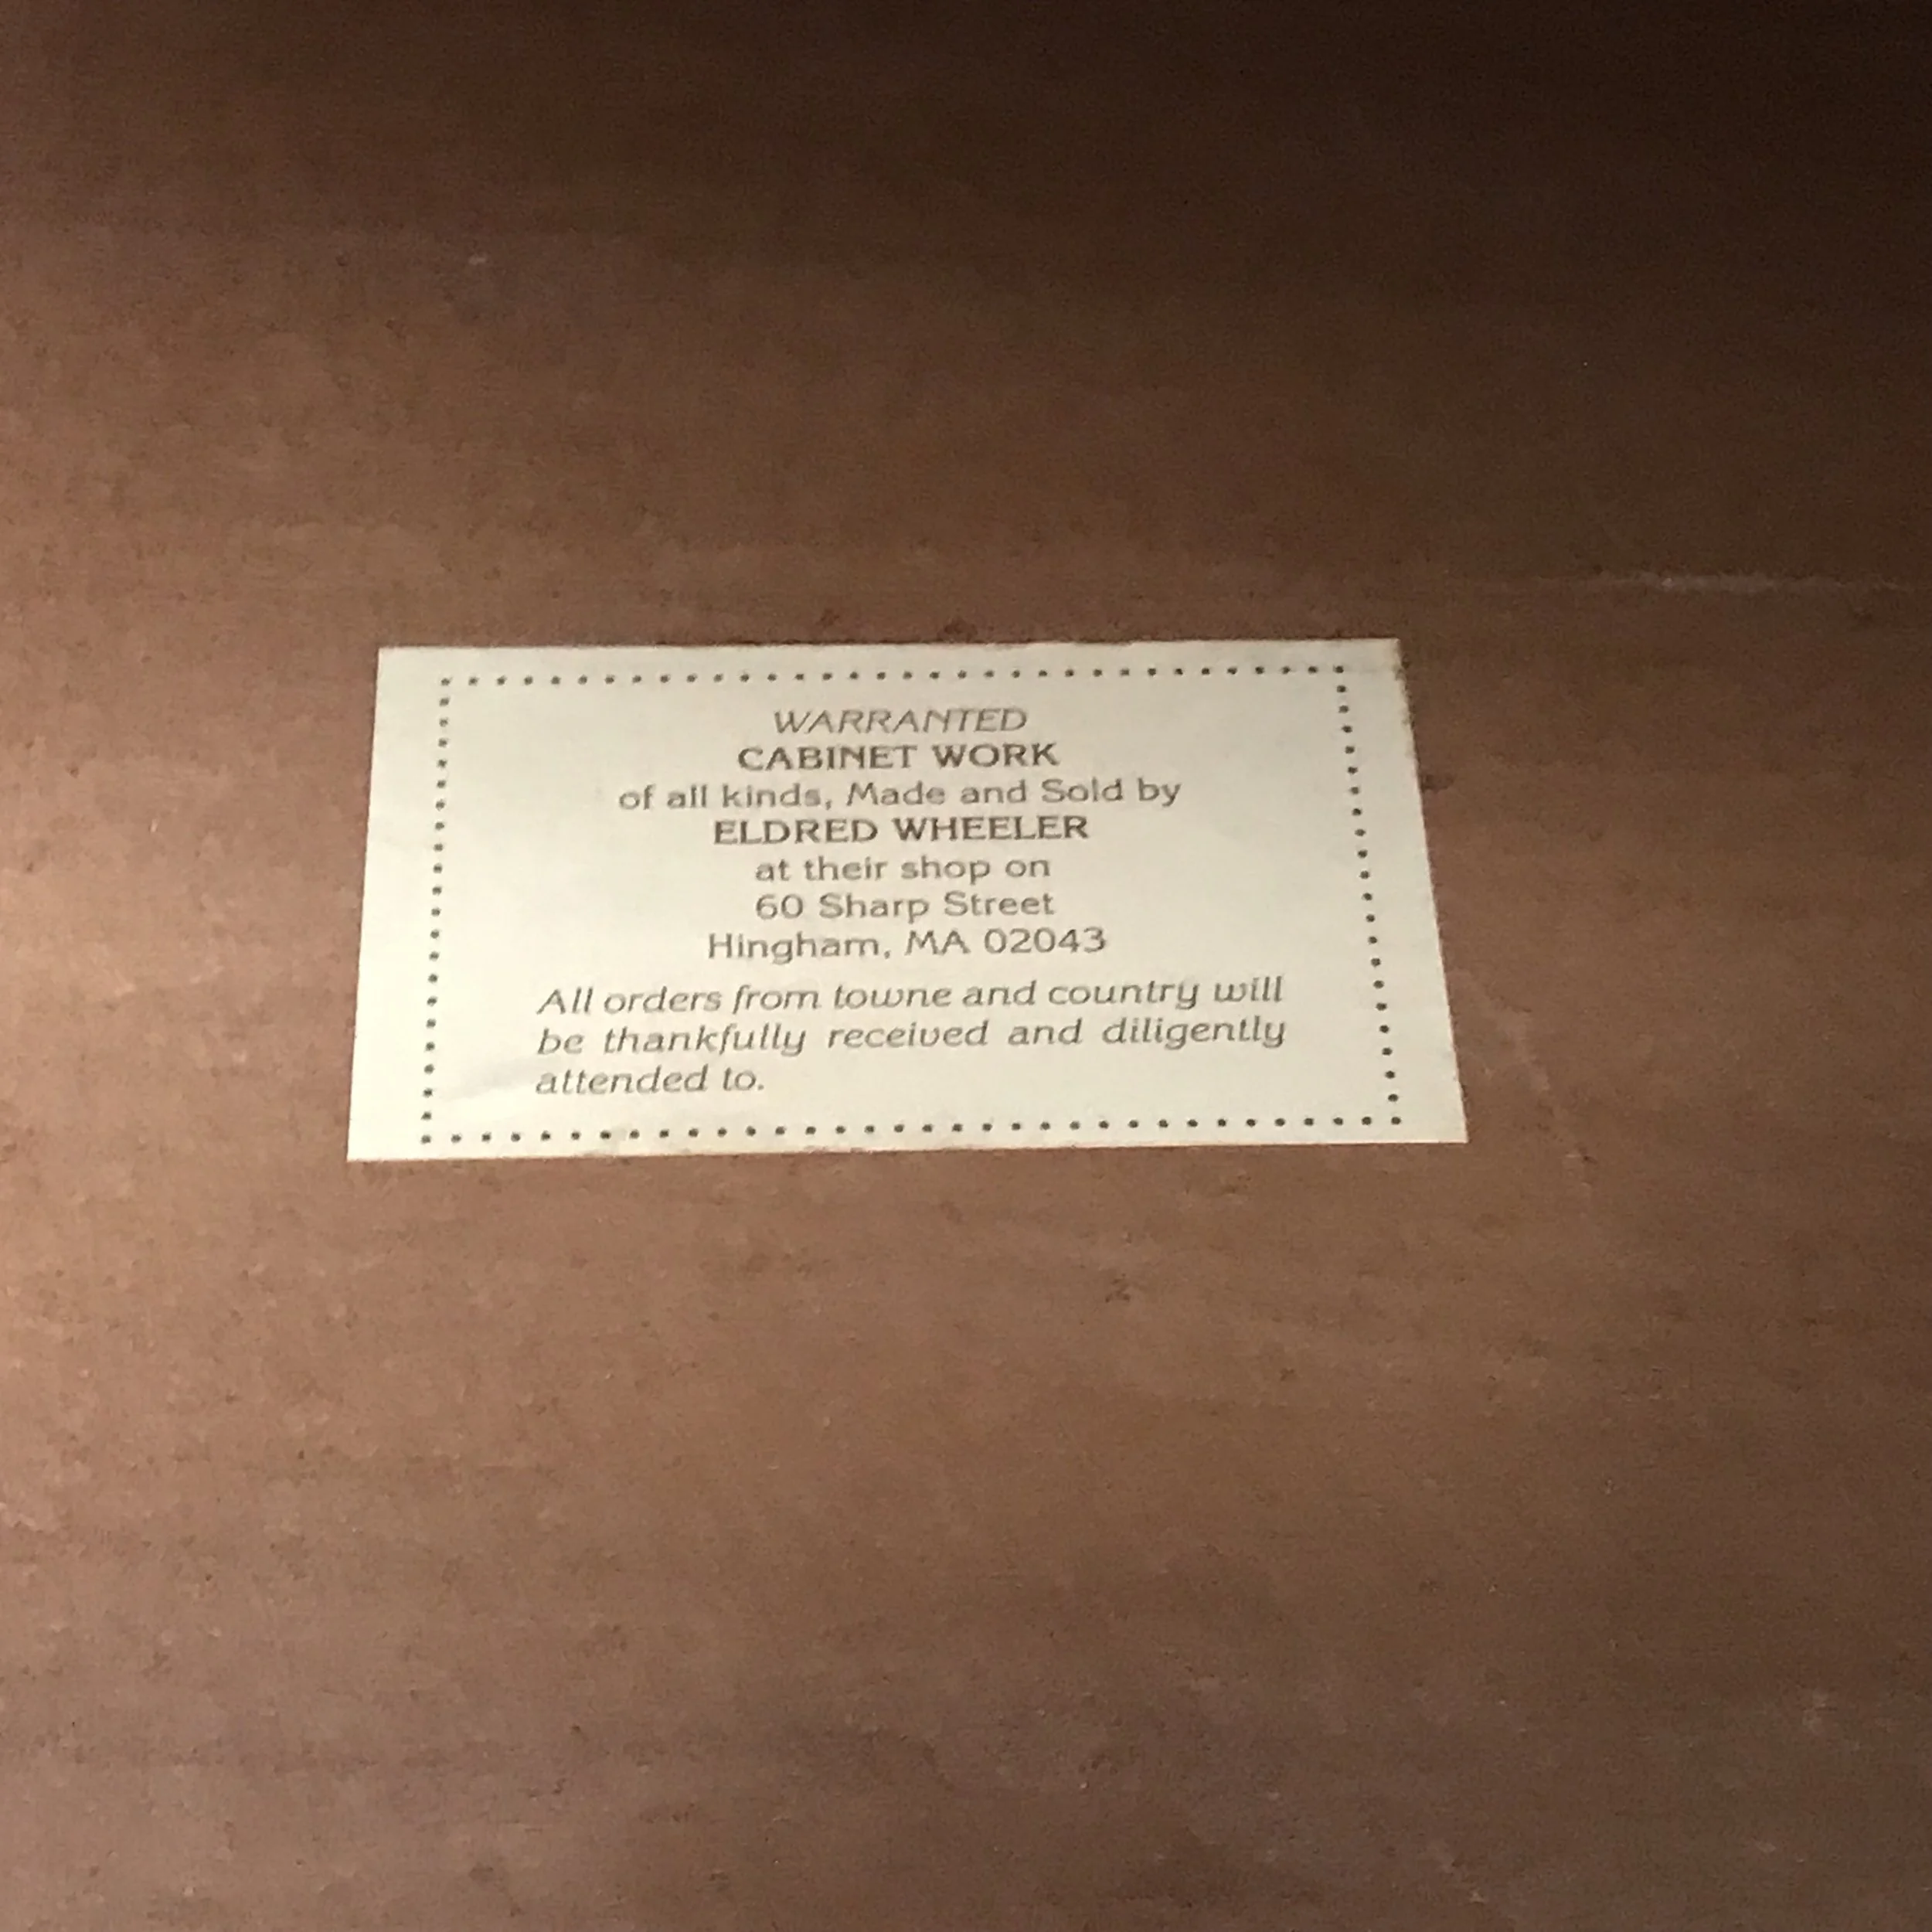 WARRANTED
CABINET WORK
of all kinds, Made and Sold by
ELDRED WHEELER
at their shop on
60 Sharp Street
Hingham, MA 02043
All orders from towne and country will
be thankfully received and diligently
attended to.